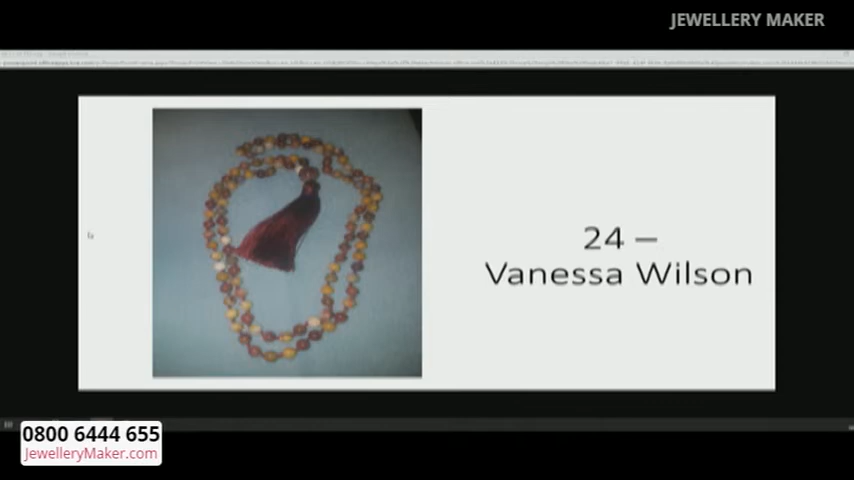 JEWELLERY MAKER
24 –
Vanessa Wilson
0800 6444 655
JewelleryMaker.com